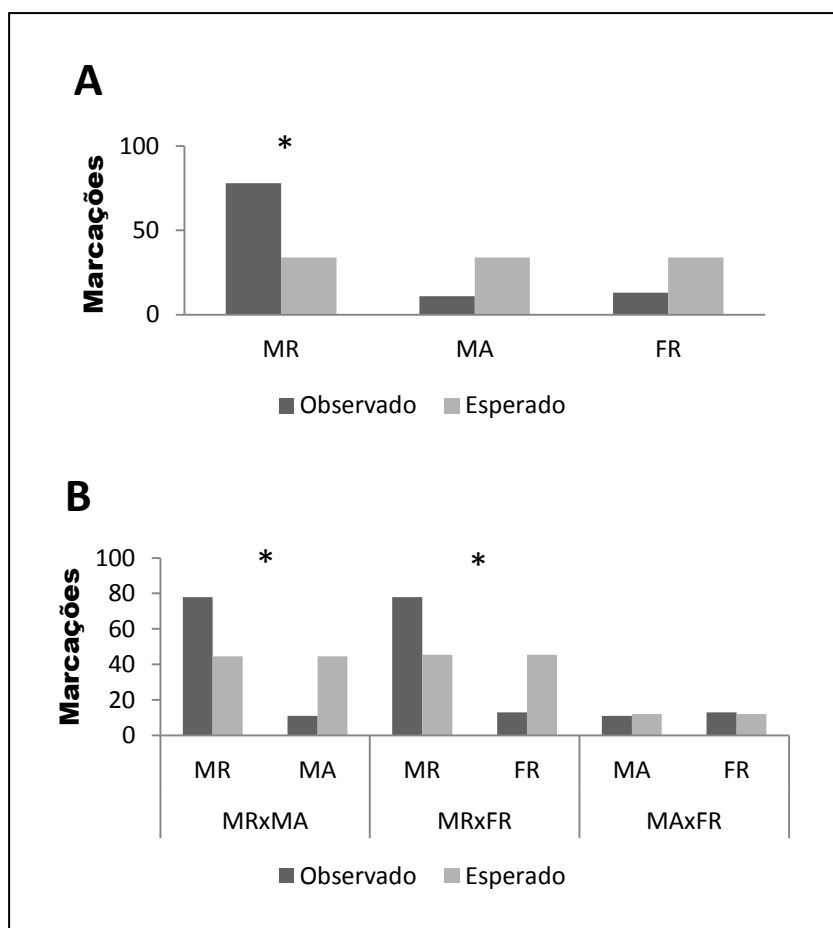 A
Marcações
100
50
0
*
MR MA FR
Observado Esperado
B
Marcações
100
80
60
40
20
0
* *
MR MA MR FR MA FR
MRxMA MRxFR MAxFR
Observado Esperado